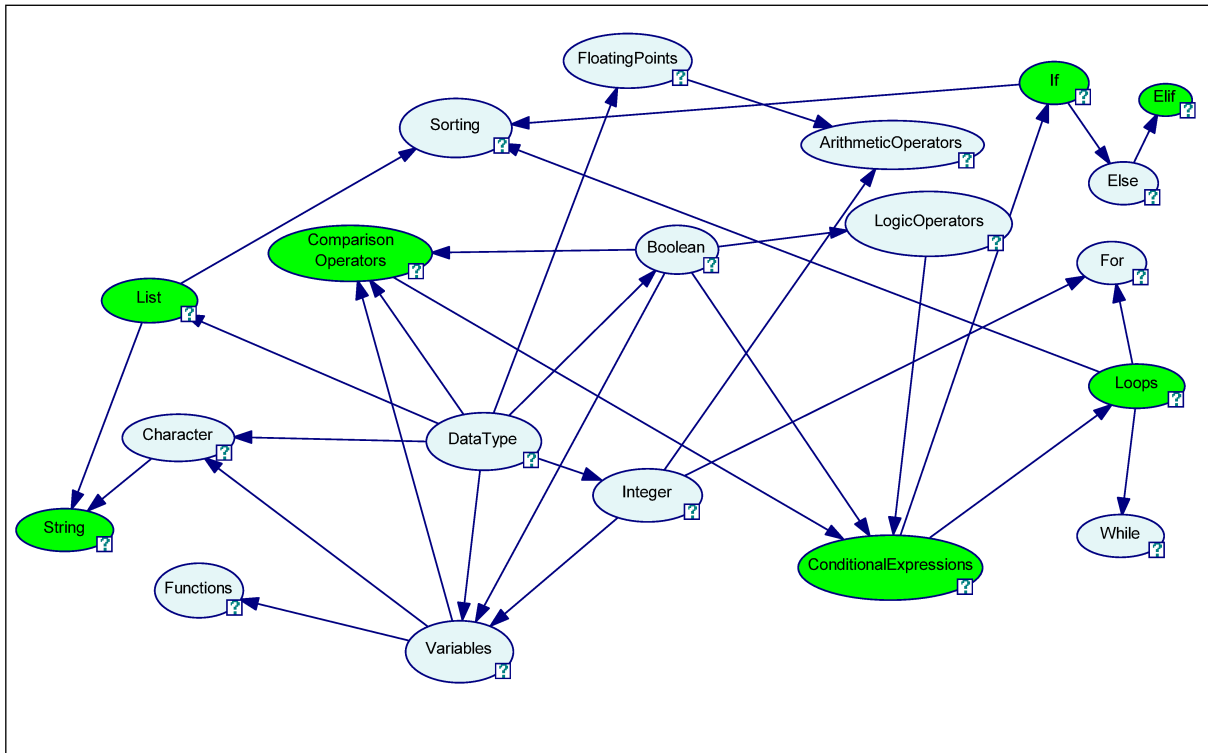 FloatingPoints
?
If
?
Elif
?
Sorting
?
ArithmeticOperators
?
Else
?
LogicOperators
?
Comparison
Operators
?
Boolean
?
For
?
List
?
Loops
?
Character
?
DataType
?
Integer
?
String
?
While
?
ConditionalExpressions
?
Functions
?
Variables
?